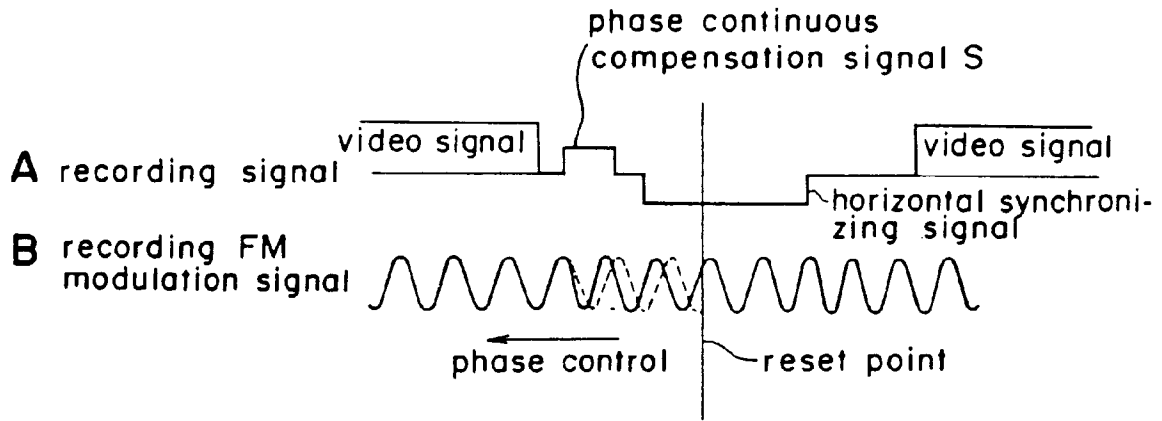 phase continuous
compensation signal S
video signal
video signal
A recording signal
horizontal synchroni-
zing signal
B recording FM
modulation signal
phase control
reset point